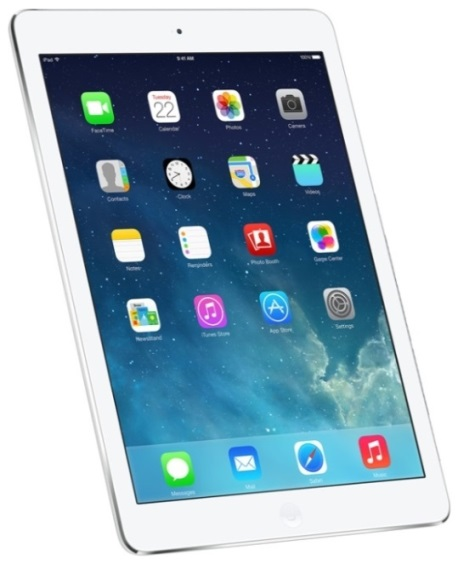 iPad 9:41 AM 100%
FaceTime Calendar Photos Camera
Tuesday
22
Contacts Clock Maps Videos
Notes Reminders Photo Booth Game Center
Newsstand iTunes Store App Store Settings
Messages Mail Safari Music